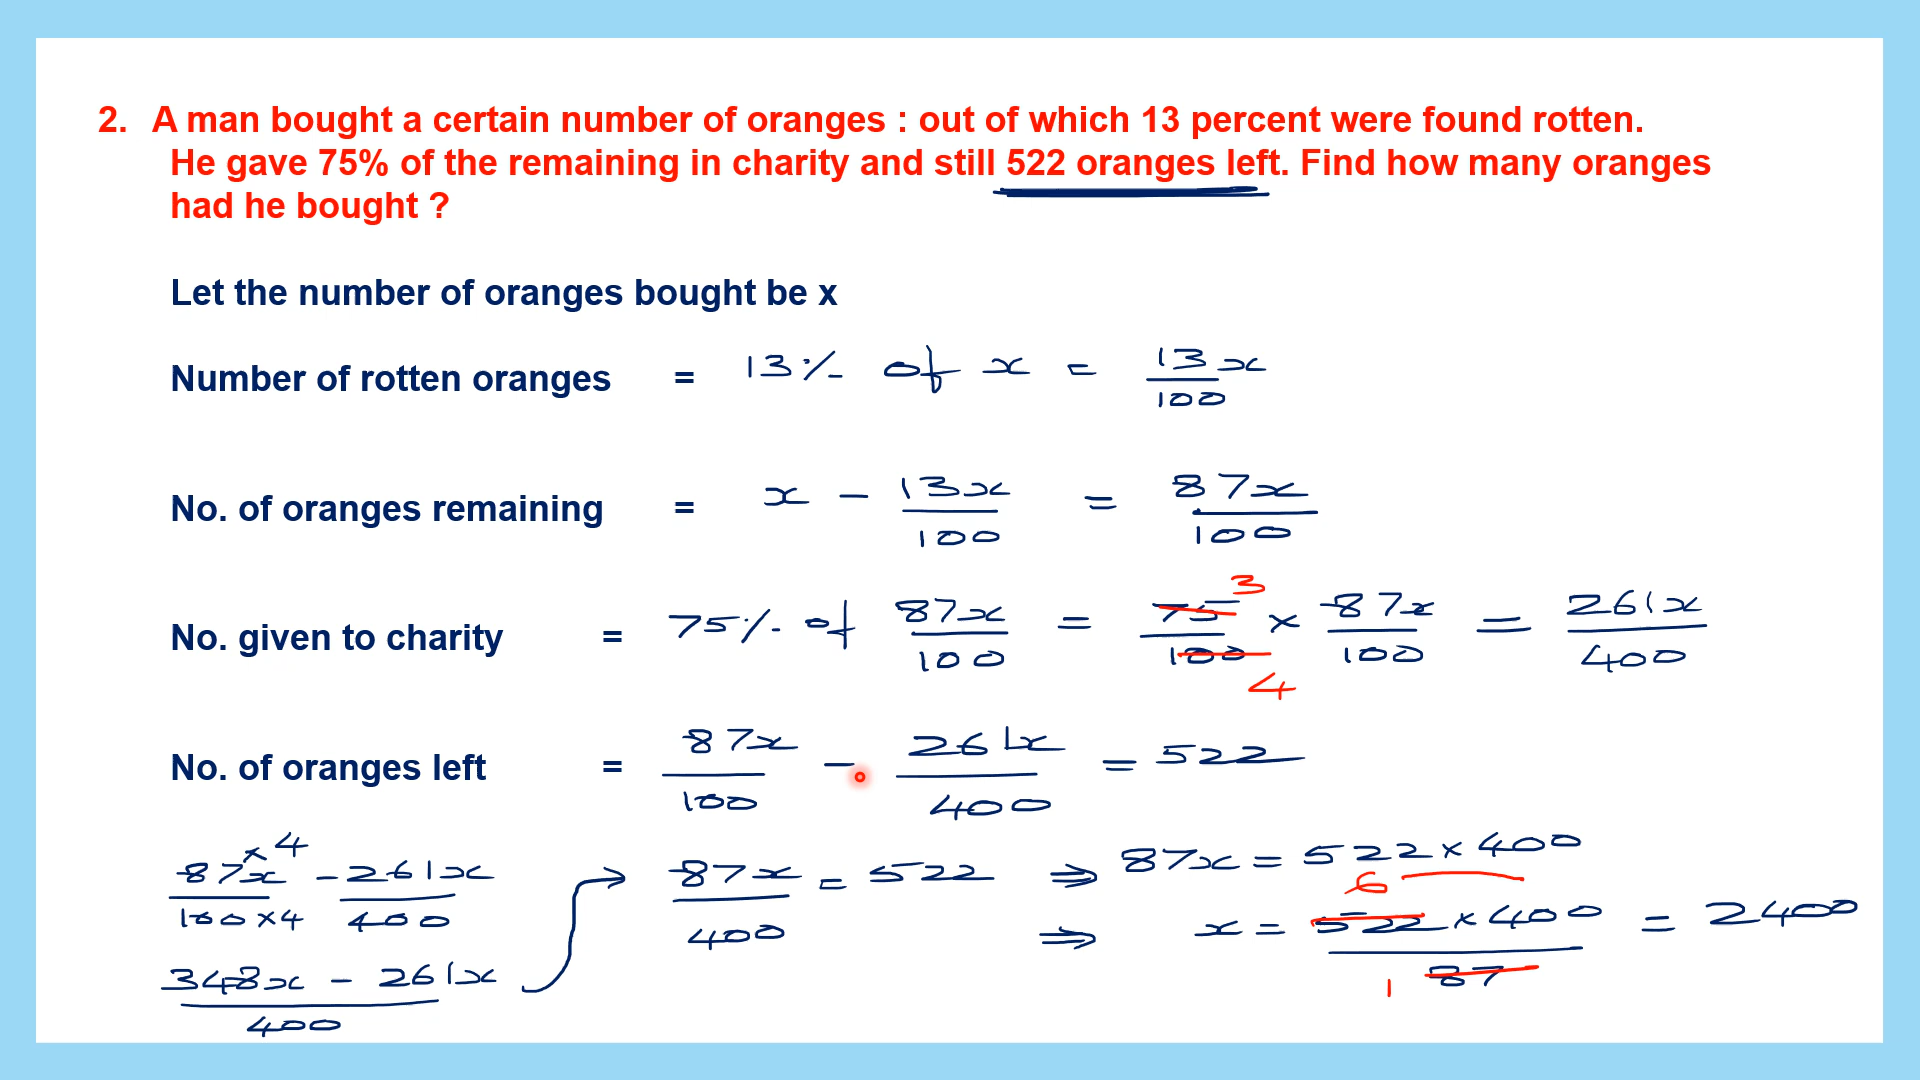 2. A man bought a certain number of oranges : out of which 13 percent were found rotten.
He gave 75% of the remaining in charity and still 522 oranges left. Find how many oranges
had he bought ?
Let the number of oranges bought be x
Number of rotten oranges = 13% of x = 13x/100
No. of oranges remaining = x - 13x/100 = 87x/100
No. given to charity = 75% of 87x/100 = 75/100 3 4 × 87x/100 = 261x/400
No. of oranges left = 87x/100 - 261x/400 = 522
87x×4/100×4 - 261x/400
348x - 261x/400
87x/400 = 522 ⇒ 87x = 522 × 400
⇒ x = 522 × 400/87 6 1 = 2400